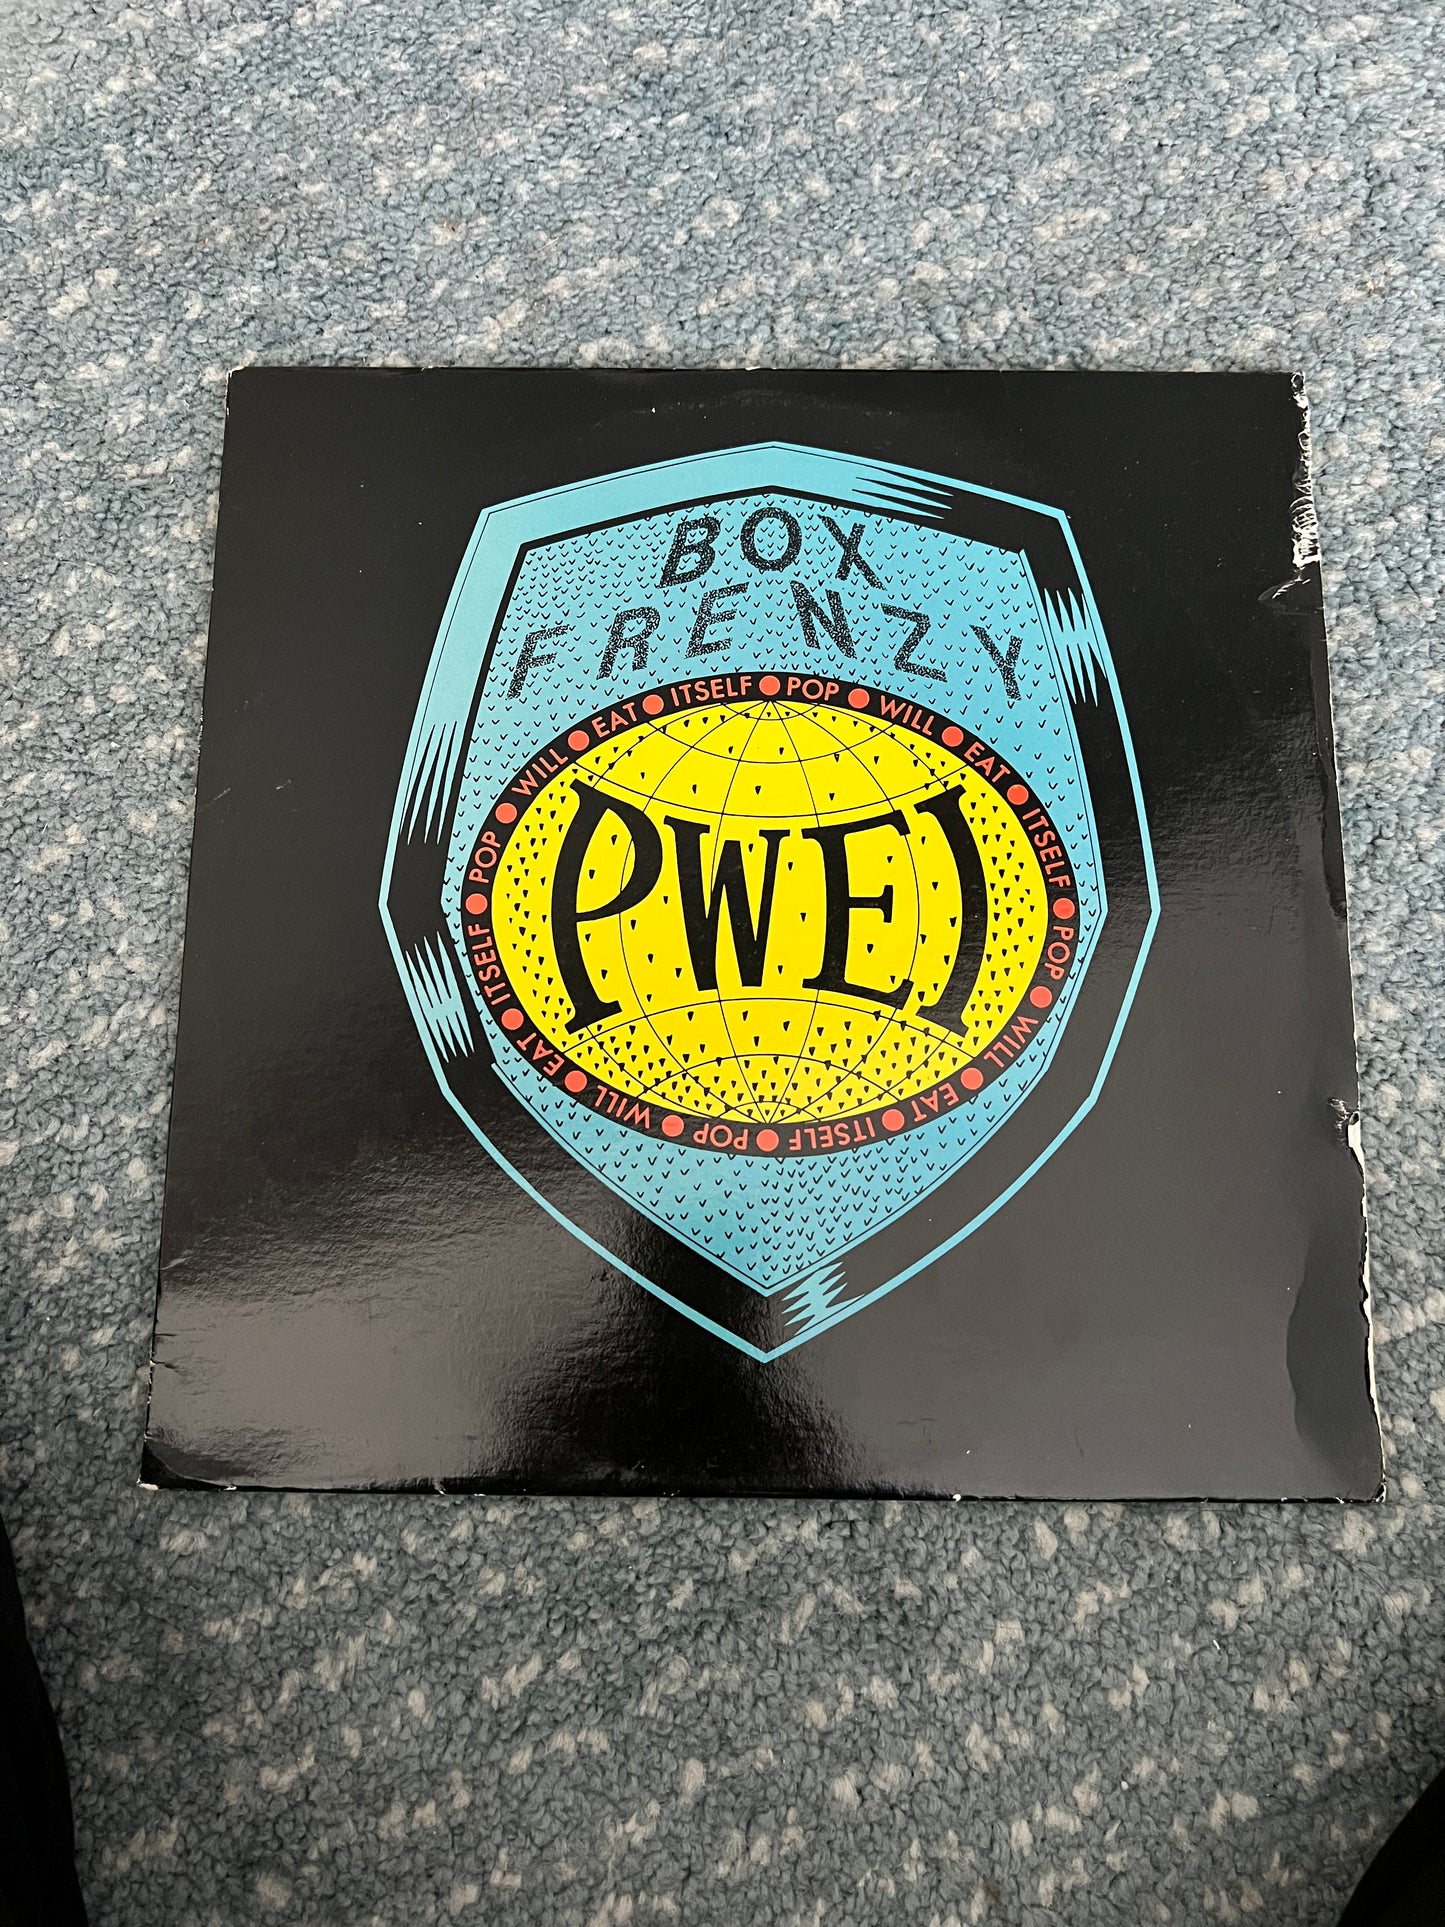 BOX
FRENZY
POP ● WILL ● EAT ● ITSELF ● POP ● WILL ● EAT ● ITSELF ● POP ● WILL ● EAT ● ITSELF ● POP ● WILL ● EAT ● ITSELF ●
PWEI